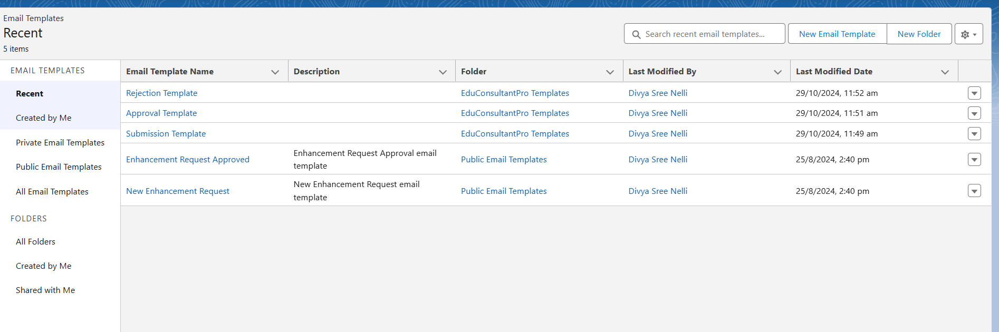 Email Templates
Recent
5 items
Search recent email templates...
New Email Template
New Folder
EMAIL TEMPLATES
Recent
Created by Me
Private Email Templates
Public Email Templates
All Email Templates
FOLDERS
All Folders
Created by Me
Shared with Me
Email Template Name Description Folder Last Modified By Last Modified Date
Rejection Template EduConsultantPro Templates Divya Sree Nelli 29/10/2024, 11:52 am
Approval Template EduConsultantPro Templates Divya Sree Nelli 29/10/2024, 11:51 am
Submission Template EduConsultantPro Templates Divya Sree Nelli 29/10/2024, 11:49 am
Enhancement Request Approved Enhancement Request Approval email
template Public Email Templates Divya Sree Nelli 25/8/2024, 2:40 pm
New Enhancement Request New Enhancement Request email
template Public Email Templates Divya Sree Nelli 25/8/2024, 2:40 pm